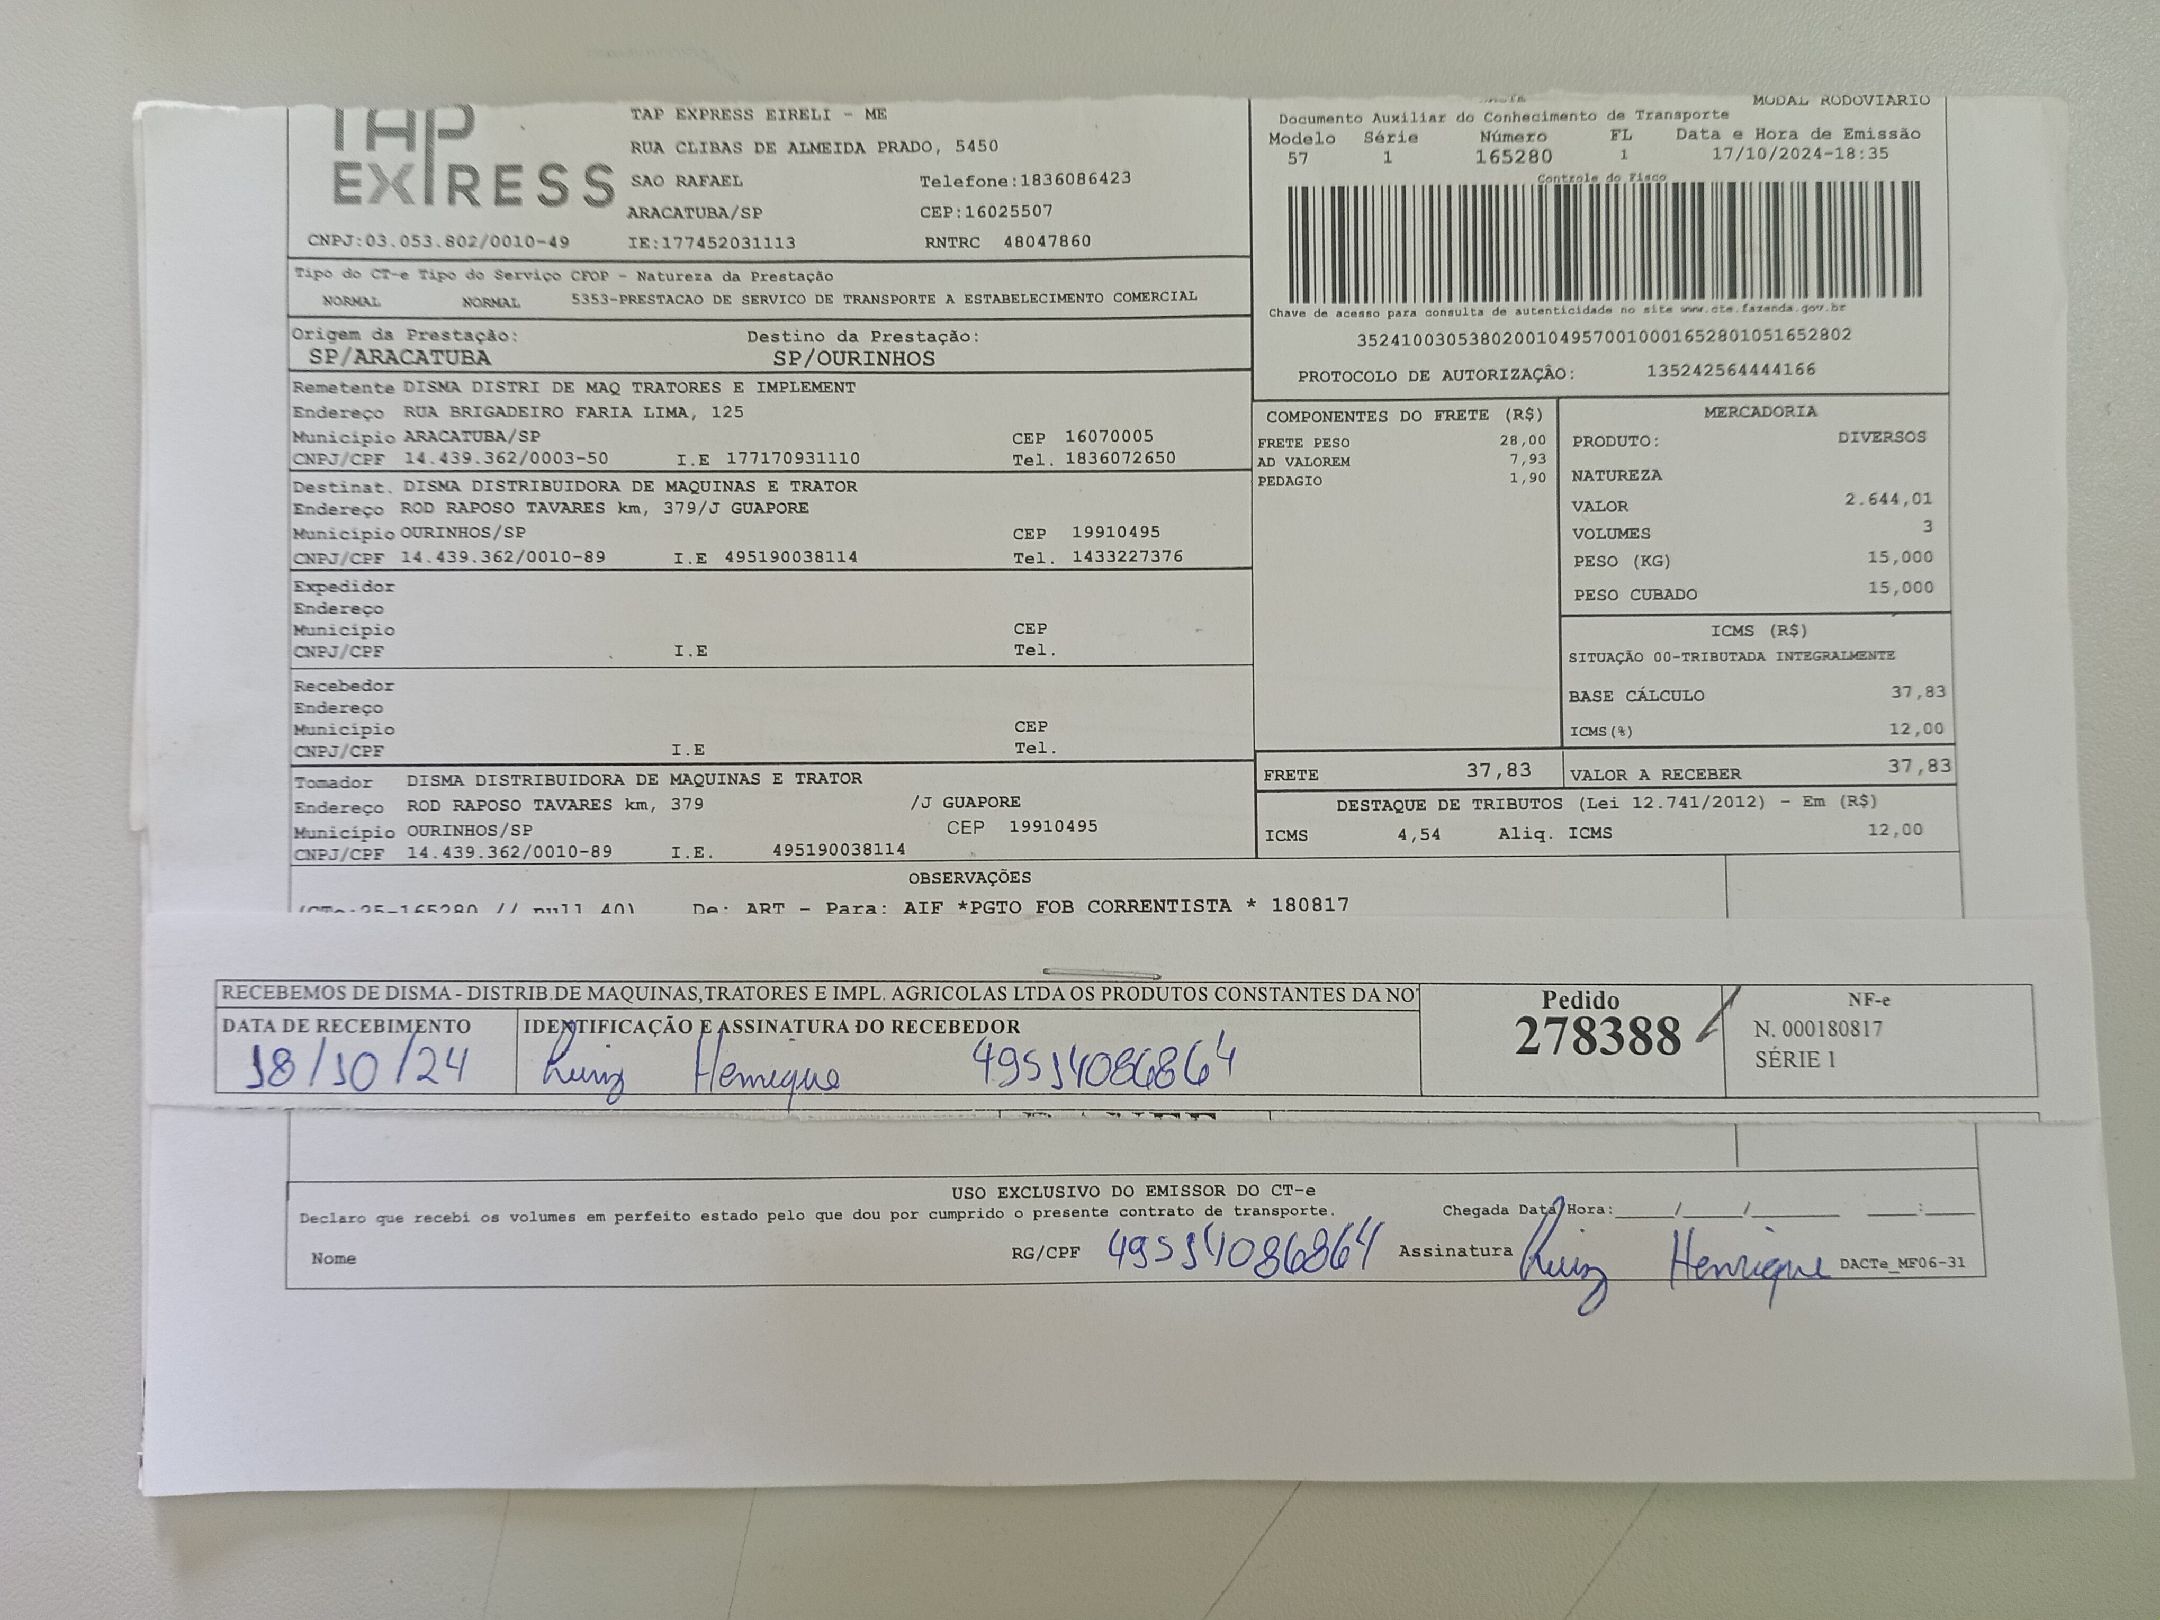 TAP
EXPRESS
TAP EXPRESS EIRELI - ME
RUA CLIBAS DE ALMEIDA PRADO, 5450
SAO RAFAEL Telefone:1836086423
ARACATUBA/SP CEP:16025507
CNPJ:03.053.802/0010-49 IE:177452031113 RNTRC 48047860
MODAL RODOVIARIO
Documento Auxiliar do Conhecimento de Transporte
Modelo Série Número FL Data e Hora de Emissão
57 1 165280 1 17/10/2024-18:35
Controle do Fisco
Chave de acesso para consulta de autenticidade no site www.cte.fazenda.gov.br
35241003053802001049570010001652801051652802
PROTOCOLO DE AUTORIZAÇÃO: 135242564444166
Tipo do CT-e Tipo do Serviço CFOP - Natureza da Prestação
NORMAL NORMAL 5353-PRESTACAO DE SERVICO DE TRANSPORTE A ESTABELECIMENTO COMERCIAL
Origem da Prestação: Destino da Prestação:
SP/ARACATUBA SP/OURINHOS
Remetente DISMA DISTRI DE MAQ TRATORES E IMPLEMENT
Endereço RUA BRIGADEIRO FARIA LIMA, 125
Município ARACATUBA/SP CEP 16070005
CNPJ/CPF 14.439.362/0003-50 I.E 177170931110 Tel. 1836072650
Destinat. DISMA DISTRIBUIDORA DE MAQUINAS E TRATOR
Endereço ROD RAPOSO TAVARES km, 379/J GUAPORE
Município OURINHOS/SP CEP 19910495
CNPJ/CPF 14.439.362/0010-89 I.E 495190038114 Tel. 1433227376
Expedidor
Endereço
Município CEP
CNPJ/CPF I.E Tel.
Recebedor
Endereço
Município CEP
CNPJ/CPF I.E Tel.
Tomador DISMA DISTRIBUIDORA DE MAQUINAS E TRATOR
Endereço ROD RAPOSO TAVARES km, 379 /J GUAPORE
Município OURINHOS/SP CEP 19910495
CNPJ/CPF 14.439.362/0010-89 I.E. 495190038114
COMPONENTES DO FRETE (R$)
FRETE PESO 28,00
AD VALOREM 7,93
PEDAGIO 1,90
MERCADORIA
PRODUTO: DIVERSOS
NATUREZA
VALOR 2.644,01
VOLUMES 3
PESO (KG) 15,000
PESO CUBADO 15,000
ICMS (R$)
SITUAÇÃO 00-TRIBUTADA INTEGRALMENTE
BASE CÁLCULO 37,83
ICMS(%) 12,00
FRETE 37,83 VALOR A RECEBER 37,83
DESTAQUE DE TRIBUTOS (Lei 12.741/2012) - Em (R$)
ICMS 4,54 Aliq. ICMS 12,00
OBSERVAÇÕES
(CTe:25-165280 // null 40) De: ART - Para: AIF *PGTO FOB CORRENTISTA * 180817
RECEBEMOS DE DISMA - DISTRIB.DE MAQUINAS,TRATORES E IMPL. AGRICOLAS LTDA OS PRODUTOS CONSTANTES DA NO
DATA DE RECEBIMENTO IDENTIFICAÇÃO E ASSINATURA DO RECEBEDOR
18/10/24 Luiz Henrique 49514086864
Pedido
278388
NF-e
N. 000180817
SÉRIE 1
USO EXCLUSIVO DO EMISSOR DO CT-e
Declaro que recebi os volumes em perfeito estado pelo que dou por cumprido o presente contrato de transporte. Chegada Data/Hora:____/____/____ ____:____
Nome RG/CPF 49514086864 Assinatura Luiz Henrique DACTe_MF06-31